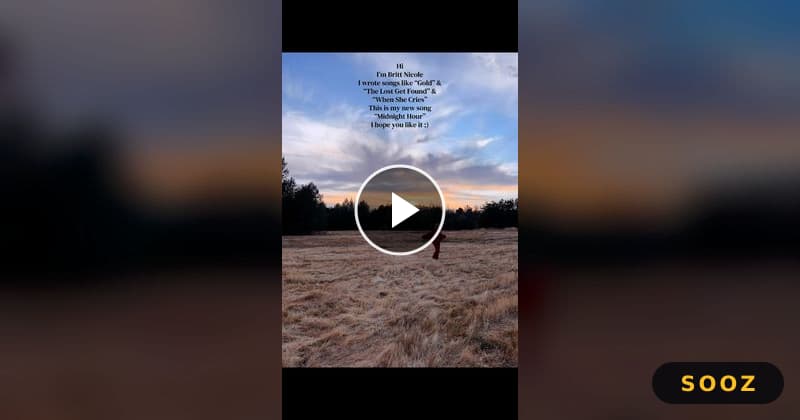 Hi
I'm Britt Nicole
I wrote songs like "Gold" &
"The Lost Get Found" &
"When She Cries"
This is my new song
"Midnight Hour"
I hope you like it ;)
SOOZ